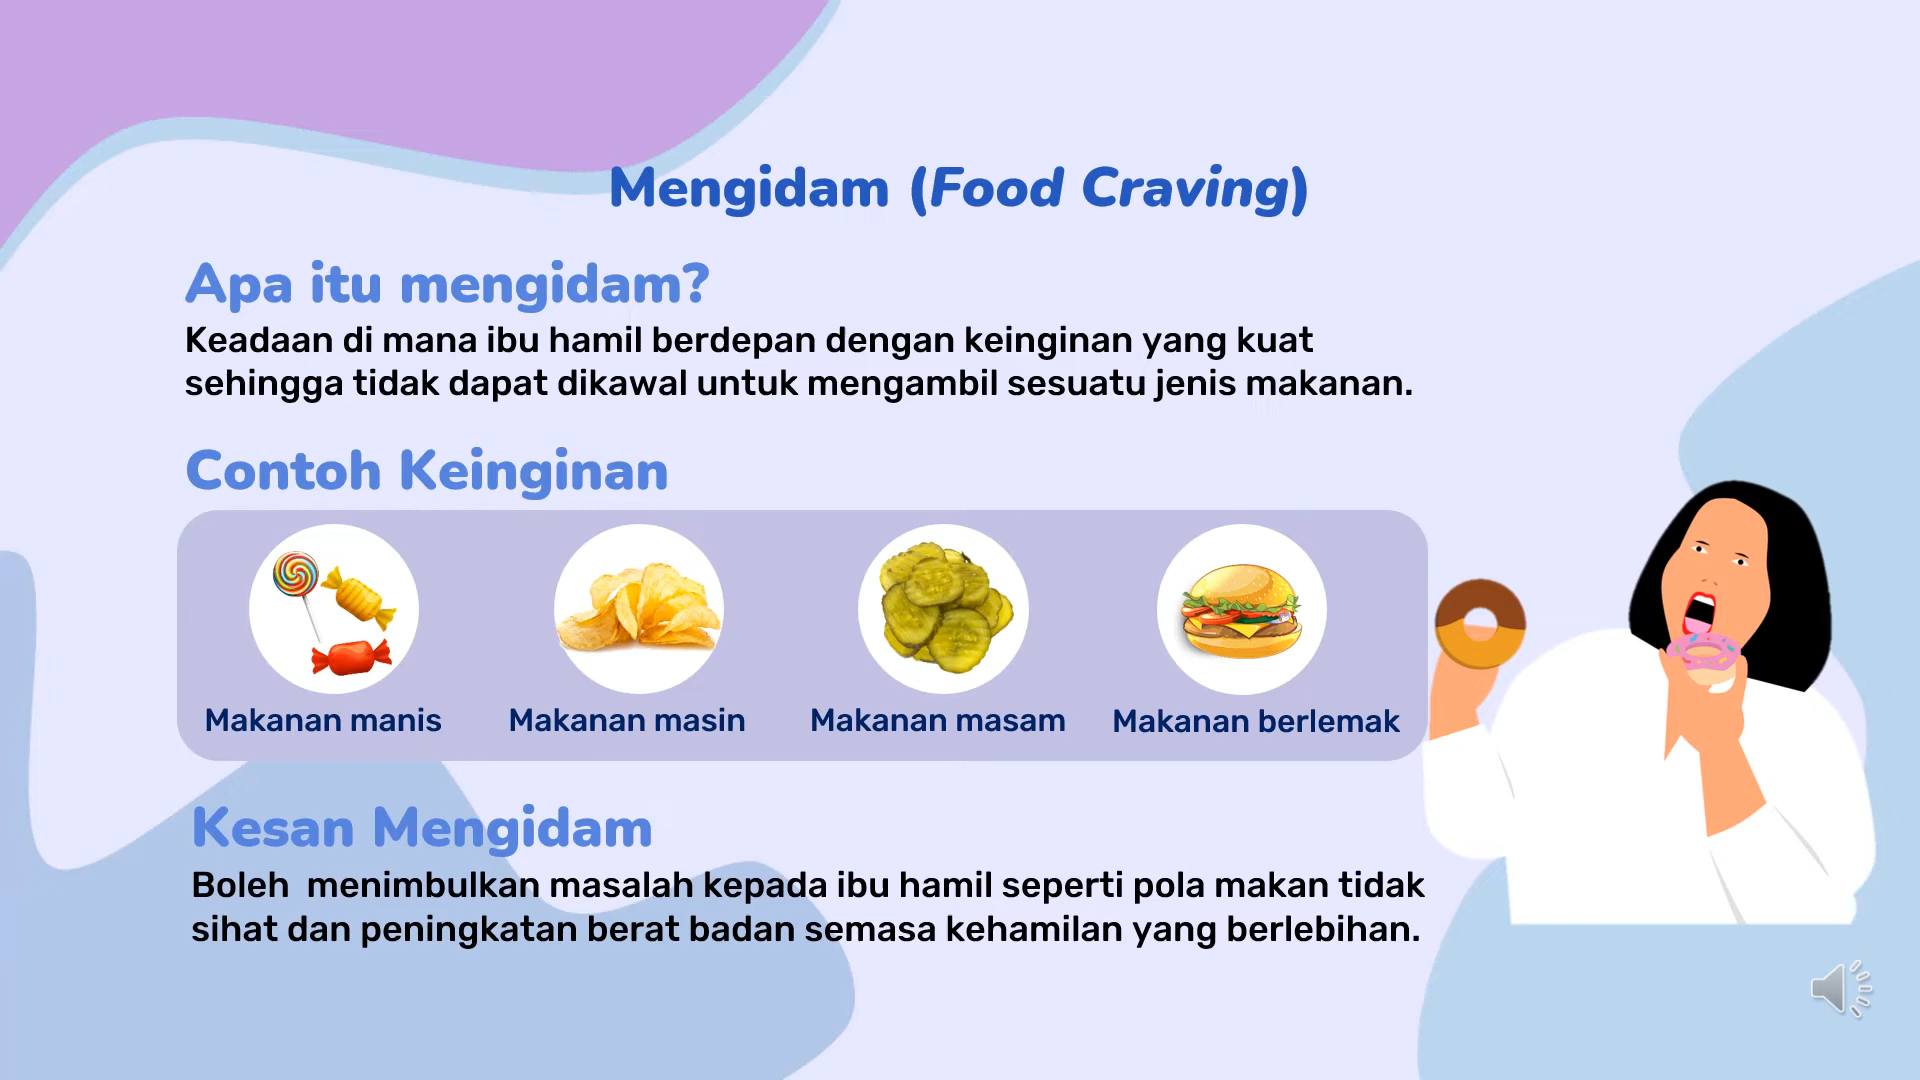 Mengidam (Food Craving)
Apa itu mengidam?
Keadaan di mana ibu hamil berdepan dengan keinginan yang kuat
sehingga tidak dapat dikawal untuk mengambil sesuatu jenis makanan.
Contoh Keinginan
Makanan manis
Makanan masin
Makanan masam
Makanan berlemak
Kesan Mengidam
Boleh  menimbulkan masalah kepada ibu hamil seperti pola makan tidak
sihat dan peningkatan berat badan semasa kehamilan yang berlebihan.